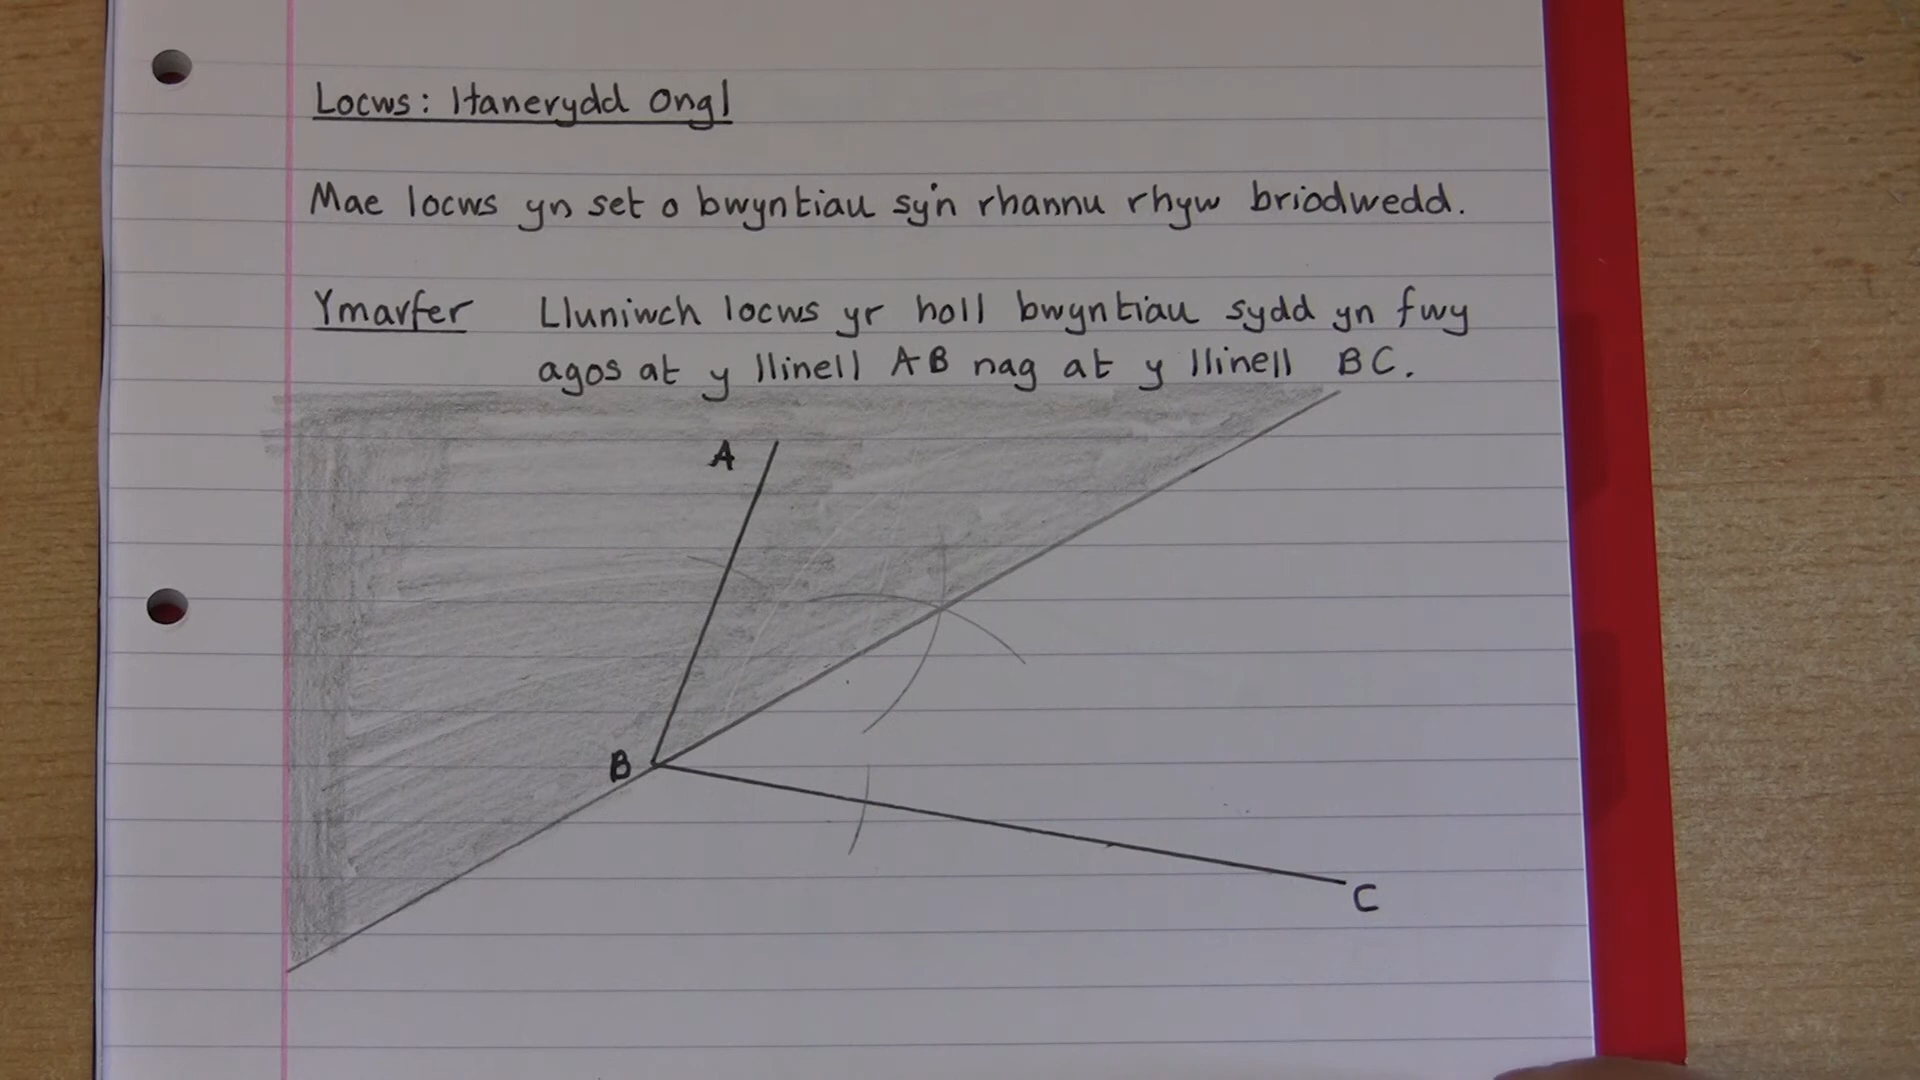 Locws: Hanerydd Ongl
Mae locws yn set o bwyntiau sy'n rhannu rhyw briodwedd.
Ymarfer Lluniwch locws yr holl bwyntiau sydd yn fwy
agos at y llinell AB nag at y llinell BC.
A
B
C